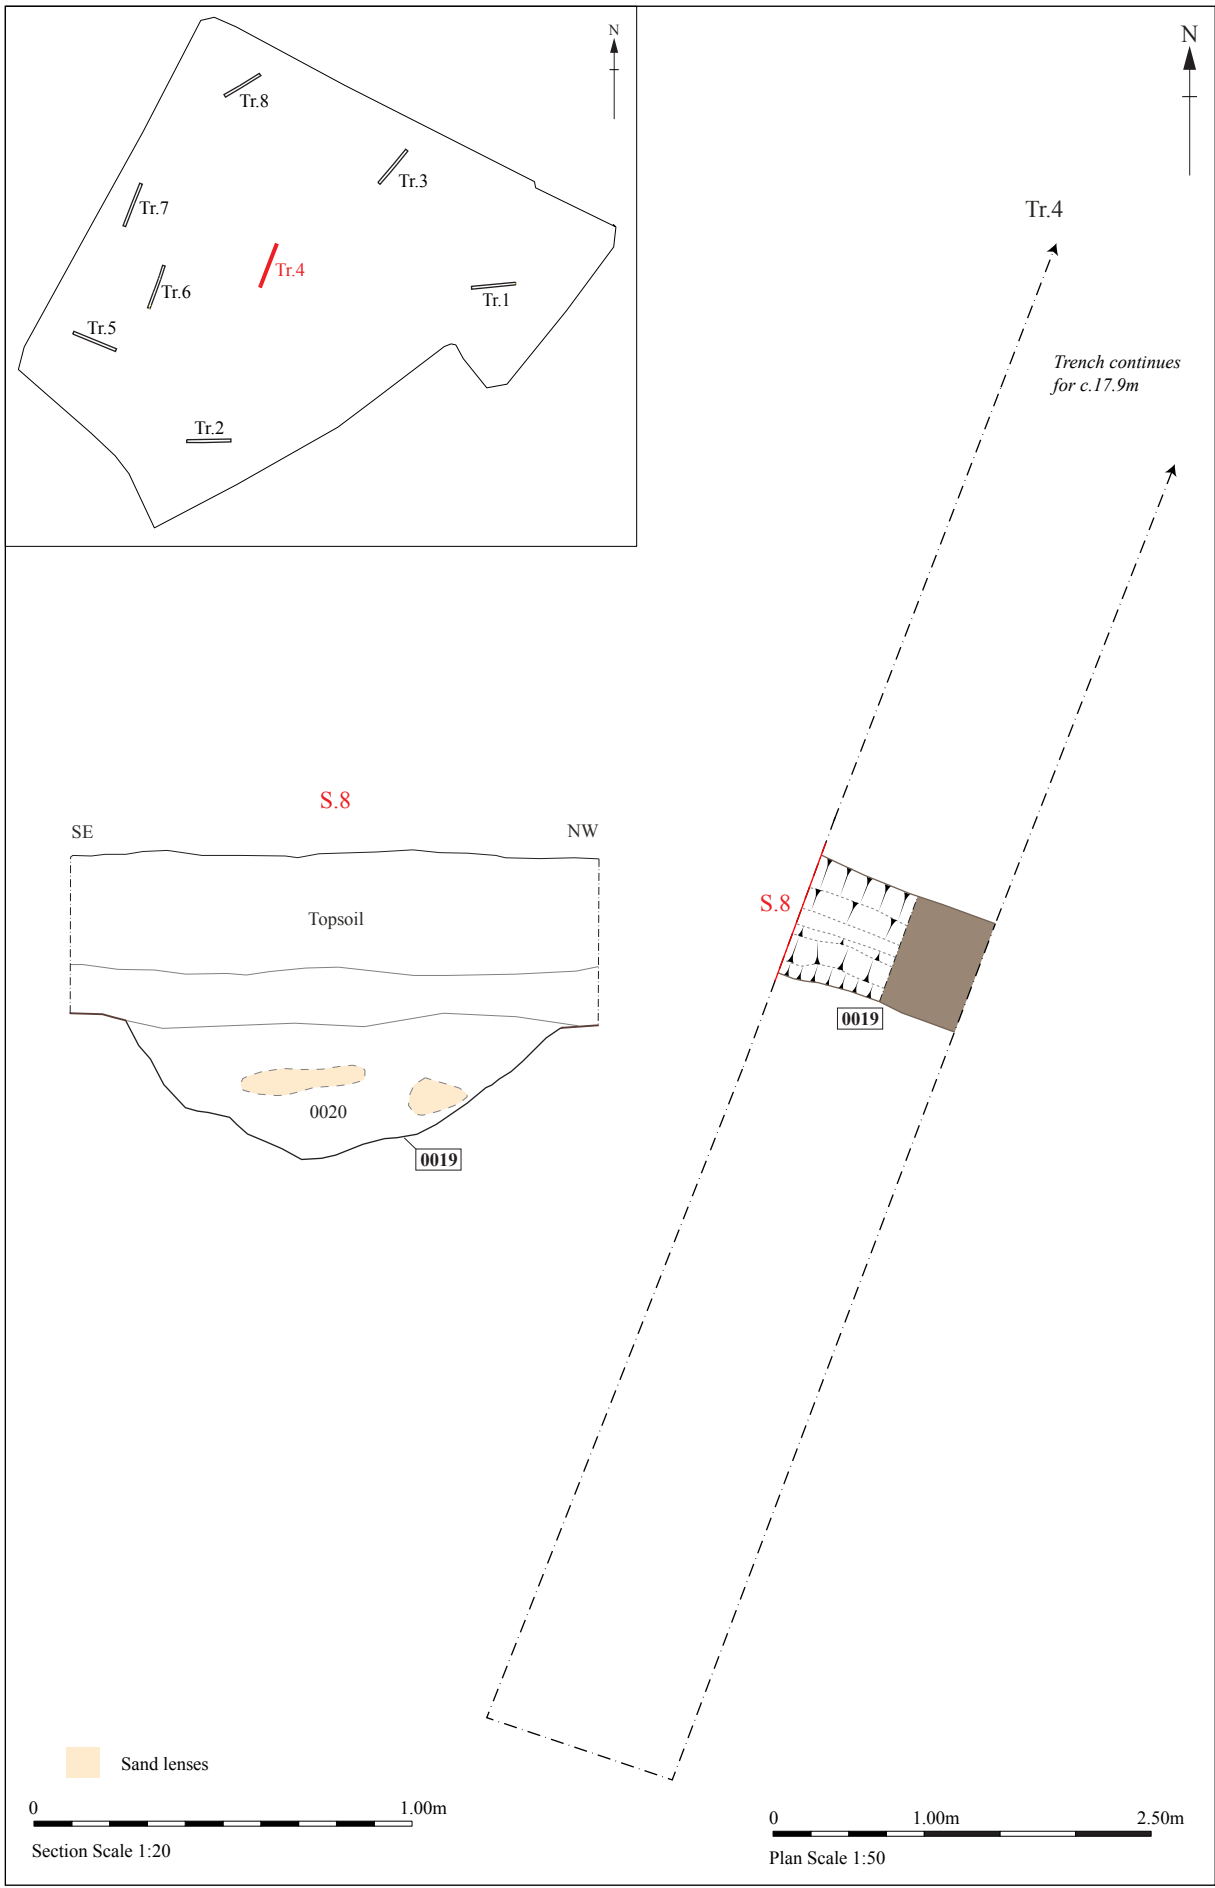 N
Tr.8
Tr.3
Tr.7
Tr.4
Tr.6
Tr.1
Tr.5
Tr.2
N
Tr.4
Trench continues
for c.17.9m
S.8
SE
NW
Topsoil
0020
0019
S.8
0019
Sand lenses
0
1.00m
Section Scale 1:20
0
1.00m
2.50m
Plan Scale 1:50